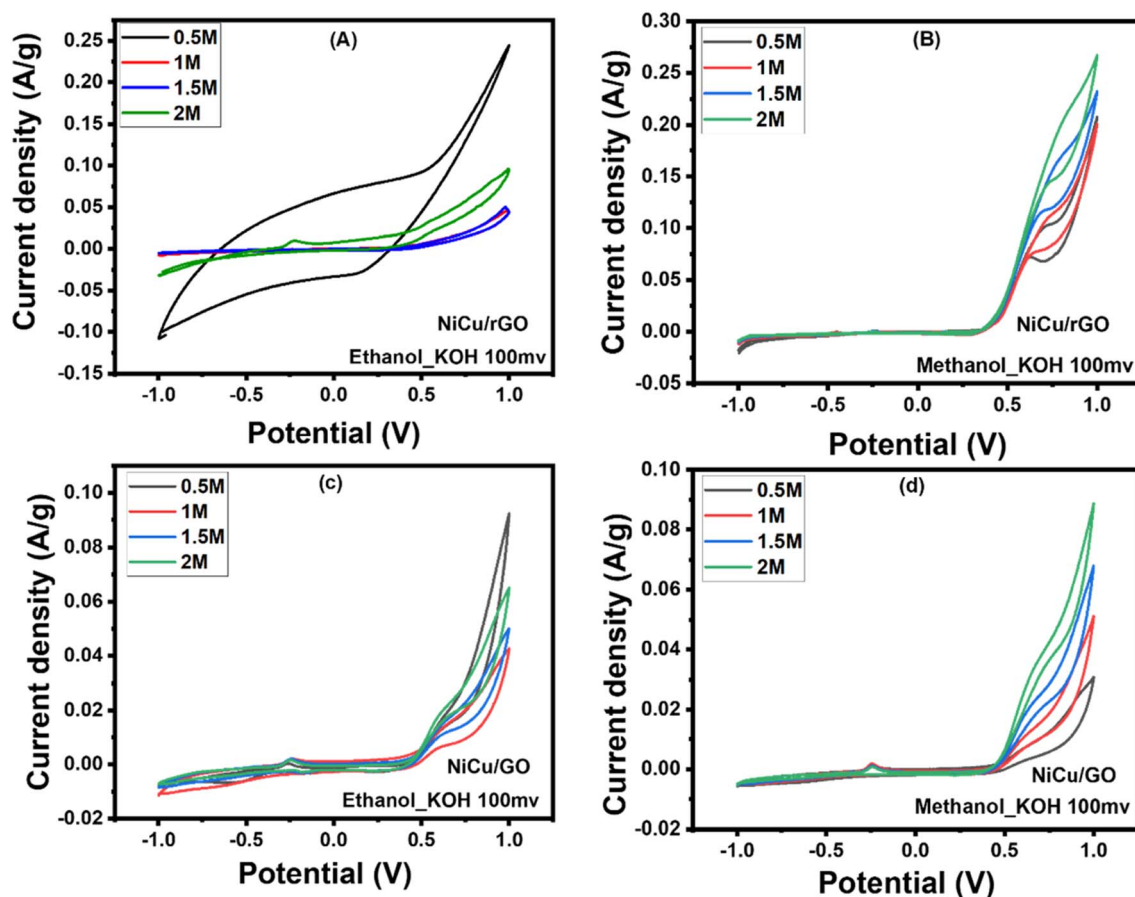 (A)
0.5M
1M
1.5M
2M
0.25
0.20
0.15
0.10
0.05
0.00
-0.05
-0.10
-0.15
Current density (A/g)
NiCu/rGO
Ethanol_KOH 100mv
-1.0 -0.5 0.0 0.5 1.0
Potential (V)
(B)
0.5M
1M
1.5M
2M
0.30
0.25
0.20
0.15
0.10
0.05
0.00
-0.05
Current density (A/g)
NiCu/rGO
Methanol_KOH 100mv
-1.0 -0.5 0.0 0.5 1.0
Potential (V)
(c)
0.5M
1M
1.5M
2M
0.10
0.08
0.06
0.04
0.02
0.00
-0.02
Current density (A/g)
NiCu/GO
Ethanol_KOH 100mv
-1.0 -0.5 0.0 0.5 1.0
Potential (V)
(d)
0.5M
1M
1.5M
2M
0.10
0.08
0.06
0.04
0.02
0.00
-0.02
Current density (A/g)
NiCu/GO
Methanol_KOH 100mv
-1.0 -0.5 0.0 0.5 1.0
Potential (V)